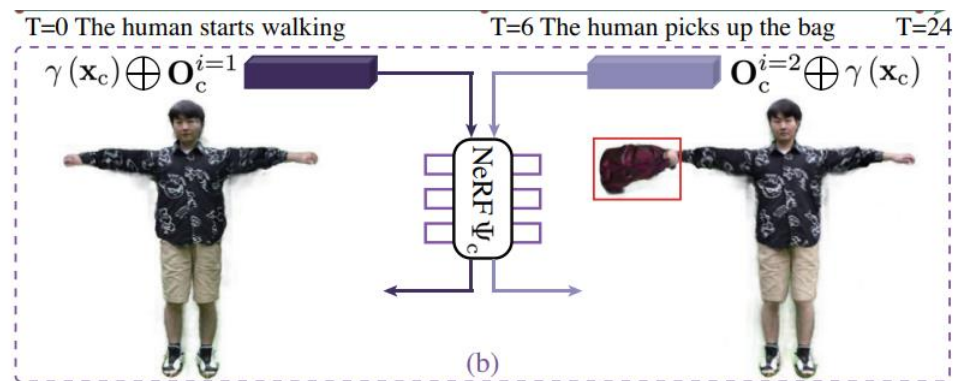 T=0 The human starts walking T=6 The human picks up the bag T=24
γ (x_c) ⊕ O_c^{i=1} O_c^{i=2} ⊕ γ (x_c)
NeRF Ψ_c
(b)